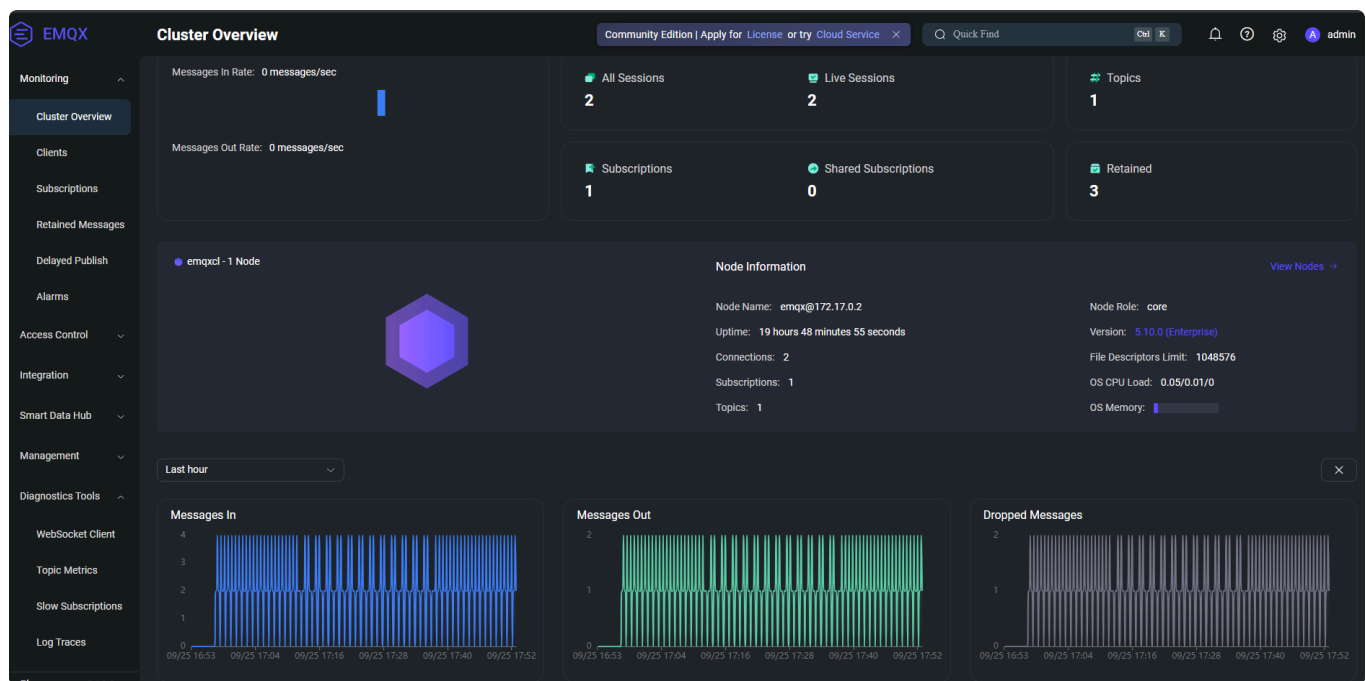 EMQX
Cluster Overview
Community Edition | Apply for License or try Cloud Service
Quick Find
Ctrl K
A admin
Monitoring
Cluster Overview
Clients
Subscriptions
Retained Messages
Delayed Publish
Alarms
Access Control
Integration
Smart Data Hub
Management
Diagnostics Tools
WebSocket Client
Topic Metrics
Slow Subscriptions
Log Traces
Messages In Rate: 0 messages/sec
Messages Out Rate: 0 messages/sec
All Sessions
2
Live Sessions
2
Topics
1
Subscriptions
1
Shared Subscriptions
0
Retained
3
emqxcl - 1 Node
Node Information
View Nodes →
Node Name: emqx@172.17.0.2
Node Role: core
Uptime: 19 hours 48 minutes 55 seconds
Version: 5.10.0 (Enterprise)
Connections: 2
File Descriptors Limit: 1048576
Subscriptions: 1
OS CPU Load: 0.05/0.01/0
Topics: 1
OS Memory:
Last hour
Messages In
4
3
2
1
0
09/25 16:53 09/25 17:04 09/25 17:16 09/25 17:28 09/25 17:40 09/25 17:52
Messages Out
2
1
0
09/25 16:53 09/25 17:04 09/25 17:16 09/25 17:28 09/25 17:40 09/25 17:52
Dropped Messages
2
1
0
09/25 16:53 09/25 17:04 09/25 17:16 09/25 17:28 09/25 17:40 09/25 17:52